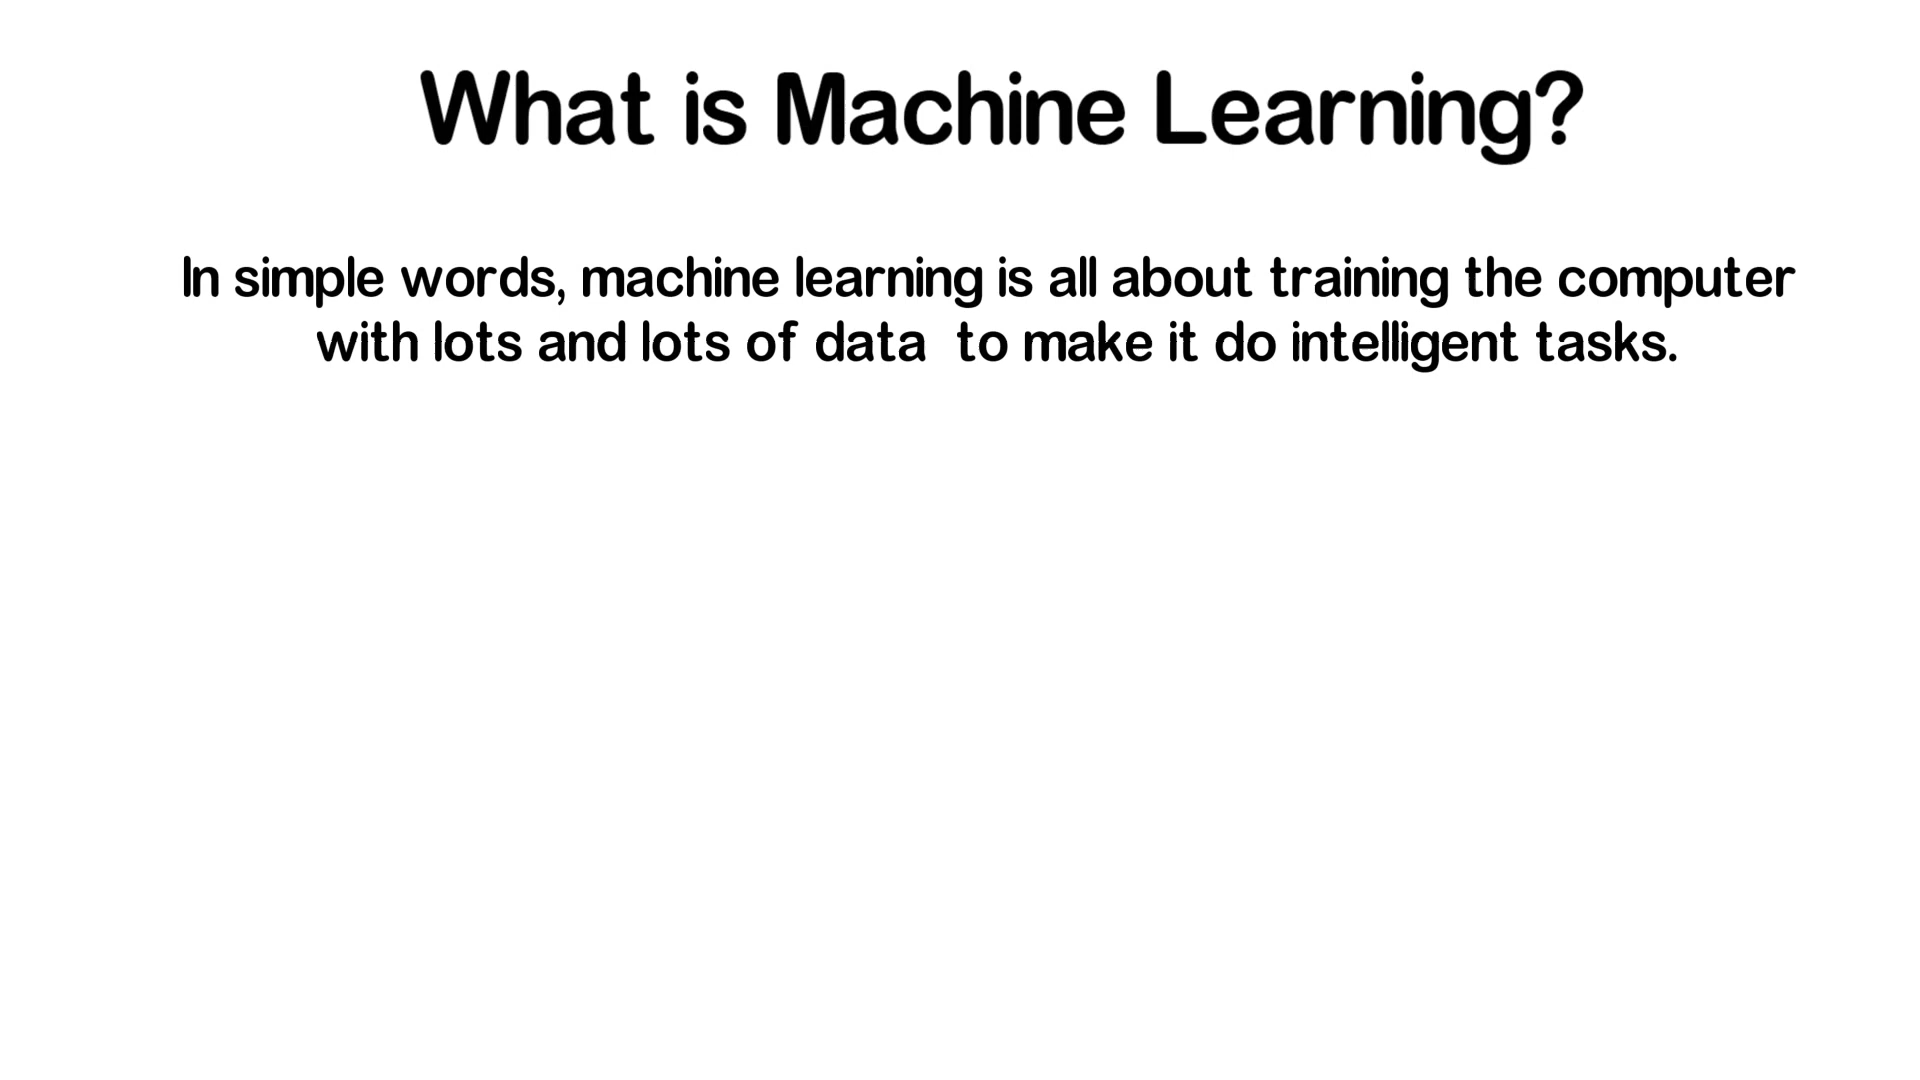 What is Machine Learning?
In simple words, machine learning is all about training the computer
with lots and lots of data  to make it do intelligent tasks.